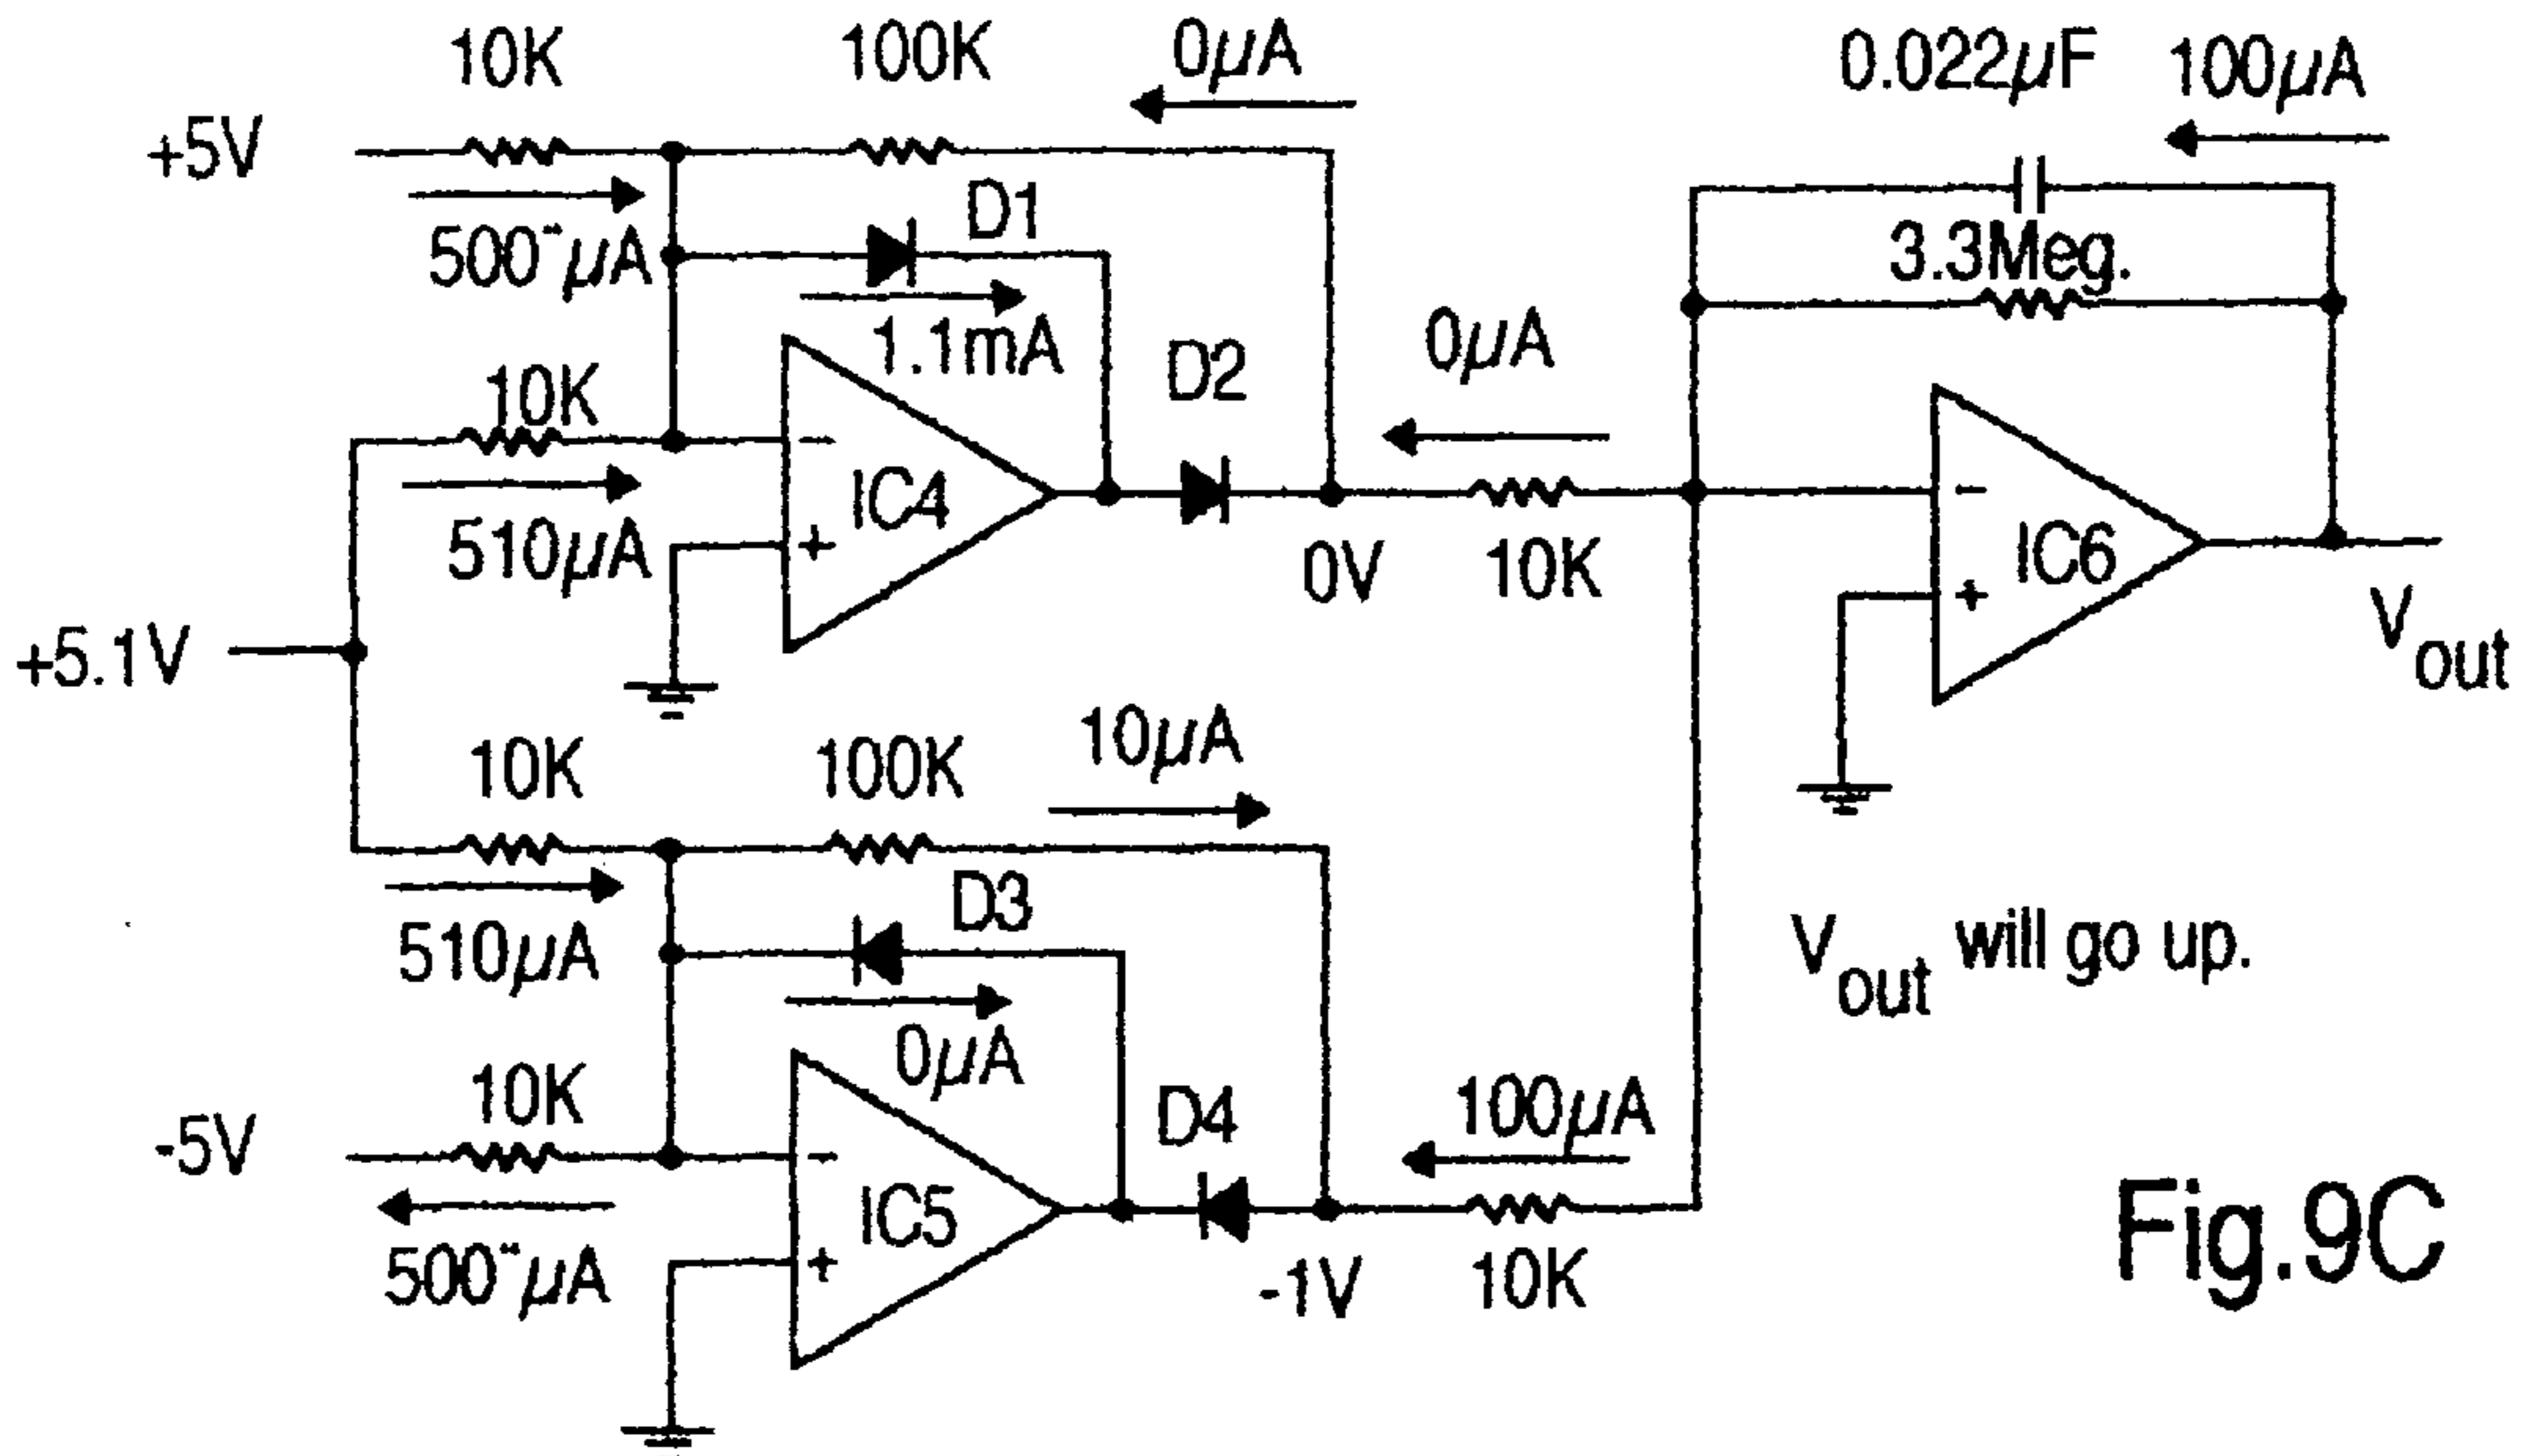 10K
100K
0µA
0.022µF
100µA
+5V
500¨µA
D1
3.3Meg.
1.1mA
0µA
10K
D2
-
IC4
+
510µA
0V
10K
-
IC6
+
+5.1V
Vout
10K
100K
10µA
510µA
D3
Vout will go up.
0µA
10K
-5V
D4
100µA
-
IC5
+
500¨µA
-1V
10K
Fig.9C